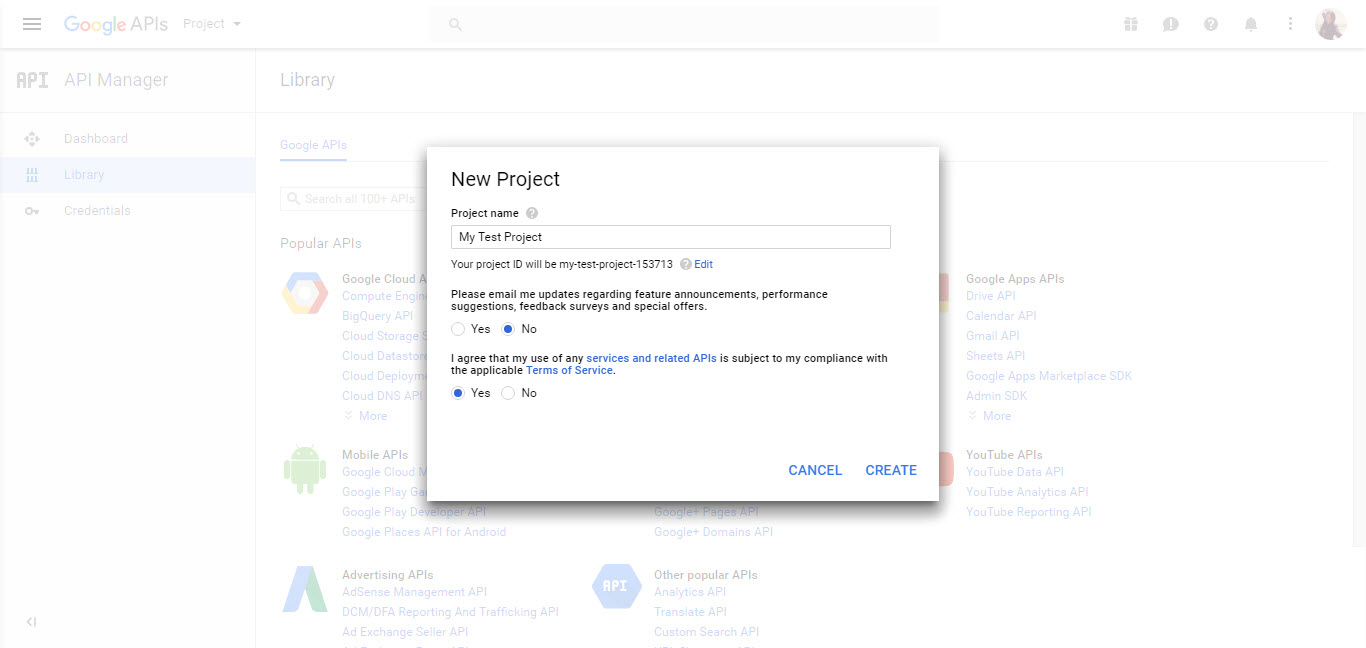 Google APIs Project
API API Manager
Library
Dashboard
Library
Credentials
Google APIs
Search all 100+ APIs
Popular APIs
Google Cloud A
Compute Engin
BigQuery API
Cloud Storage S
Cloud Datastor
Cloud Deployme
Cloud DNS API
More
Mobile APIs
Google Cloud M
Google Play Ga
Google Play Developer API
Google Places API for Android
New Project
Project name
My Test Project
Your project ID will be my-test-project-153713 Edit
Please email me updates regarding feature announcements, performance
suggestions, feedback surveys and special offers.
Yes No
I agree that my use of any services and related APIs is subject to my compliance with
the applicable Terms of Service.
Yes No
CANCEL CREATE
Google+ Pages API
Google+ Domains API
Google Apps APIs
Drive API
Calendar API
Gmail API
Sheets API
Google Apps Marketplace SDK
Admin SDK
More
YouTube APIs
YouTube Data API
YouTube Analytics API
YouTube Reporting API
Advertising APIs
AdSense Management API
DCM/DFA Reporting And Trafficking API
Ad Exchange Seller API
API
Other popular APIs
Analytics API
Translate API
Custom Search API